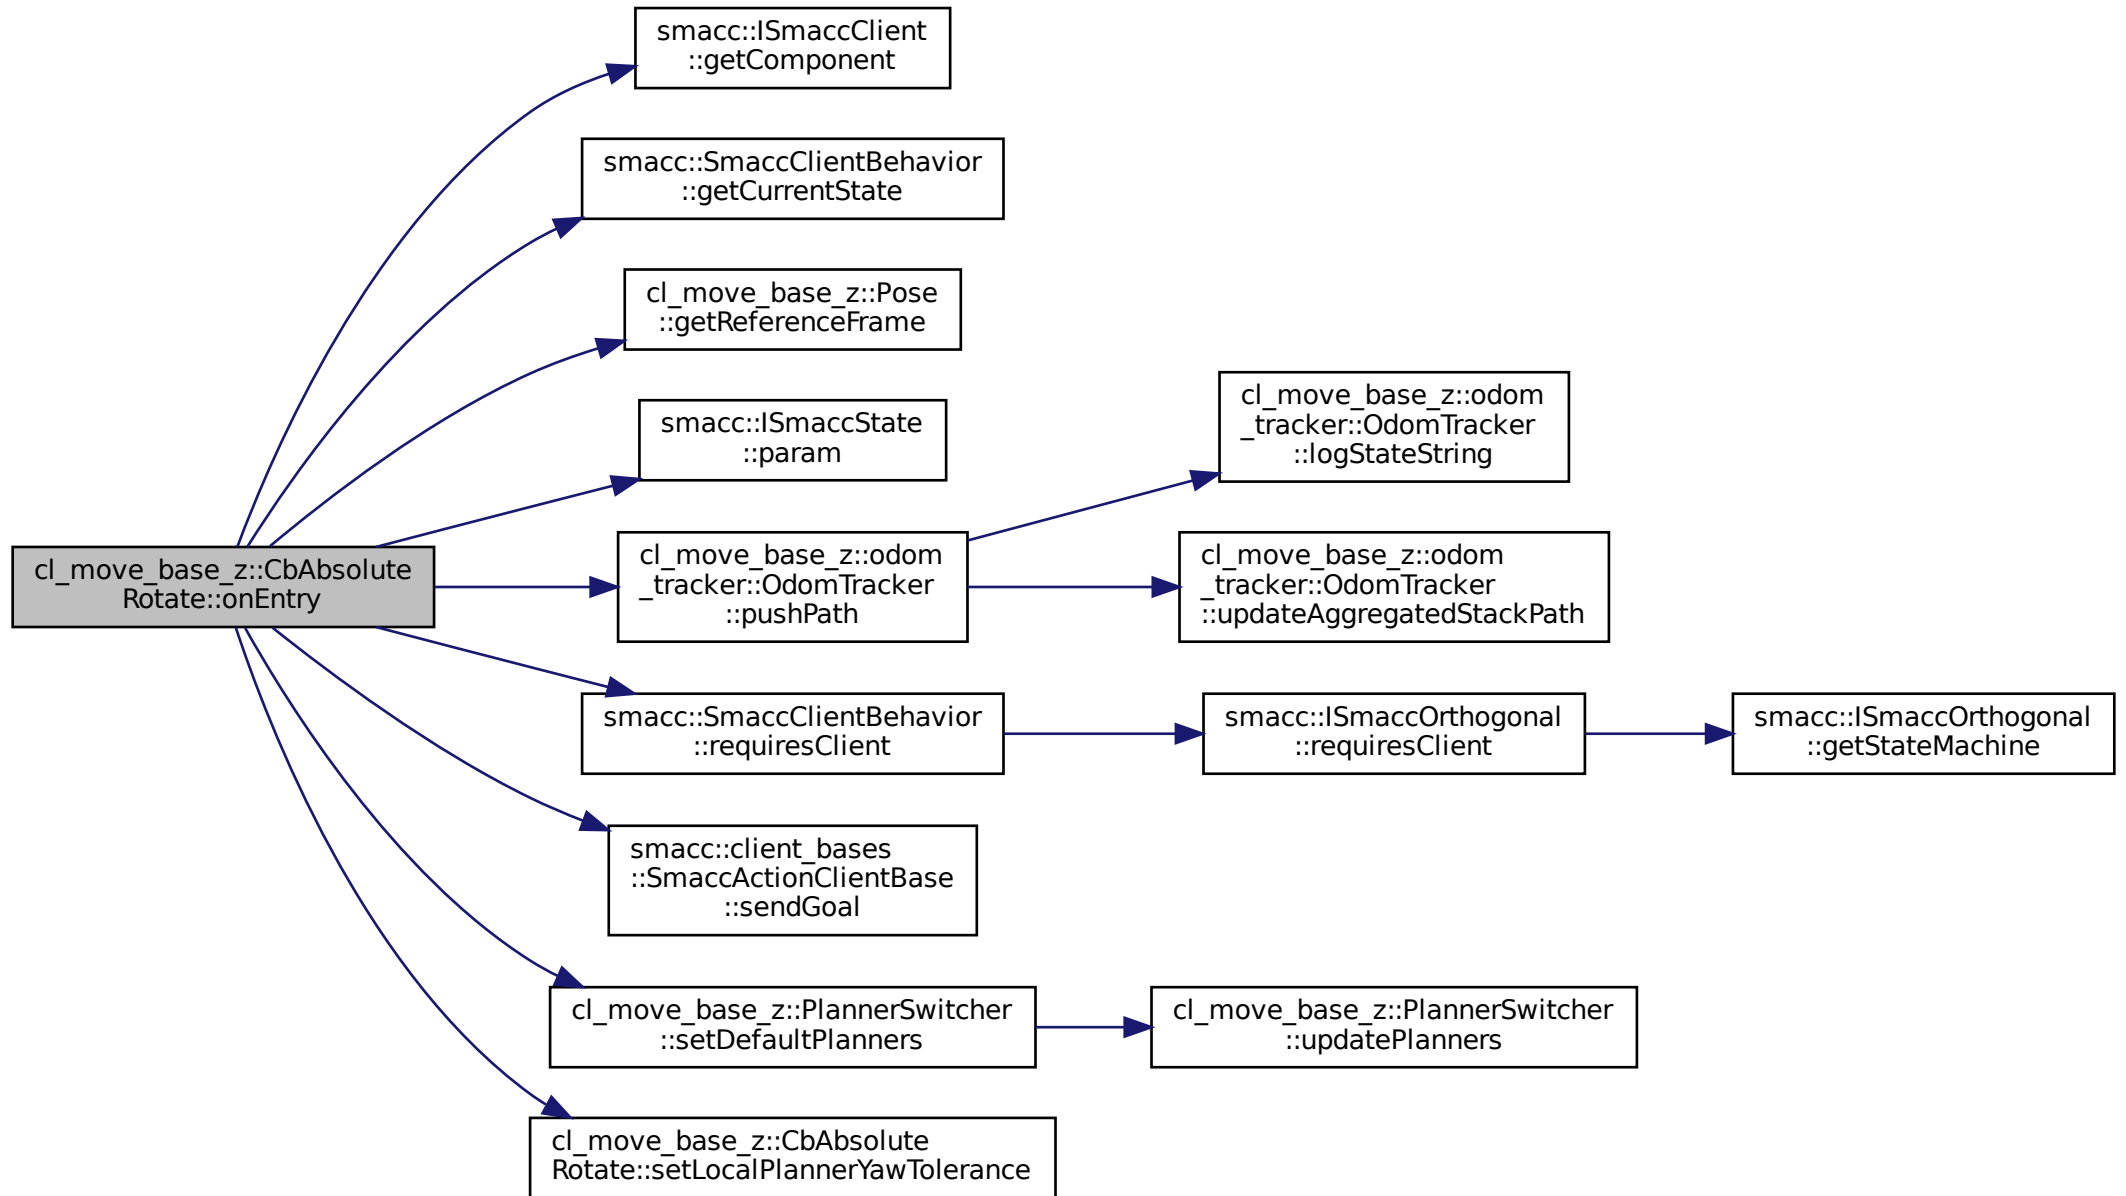 smacc::ISmaccClient
::getComponent
smacc::SmaccClientBehavior
::getCurrentState
cl_move_base_z::Pose
::getReferenceFrame
smacc::ISmaccState
::param
cl_move_base_z::odom
_tracker::OdomTracker
::logStateString
cl_move_base_z::CbAbsolute
Rotate::onEntry
cl_move_base_z::odom
_tracker::OdomTracker
::pushPath
cl_move_base_z::odom
_tracker::OdomTracker
::updateAggregatedStackPath
smacc::SmaccClientBehavior
::requiresClient
smacc::ISmaccOrthogonal
::requiresClient
smacc::ISmaccOrthogonal
::getStateMachine
smacc::client_bases
::SmaccActionClientBase
::sendGoal
cl_move_base_z::PlannerSwitcher
::setDefaultPlanners
cl_move_base_z::PlannerSwitcher
::updatePlanners
cl_move_base_z::CbAbsolute
Rotate::setLocalPlannerYawTolerance